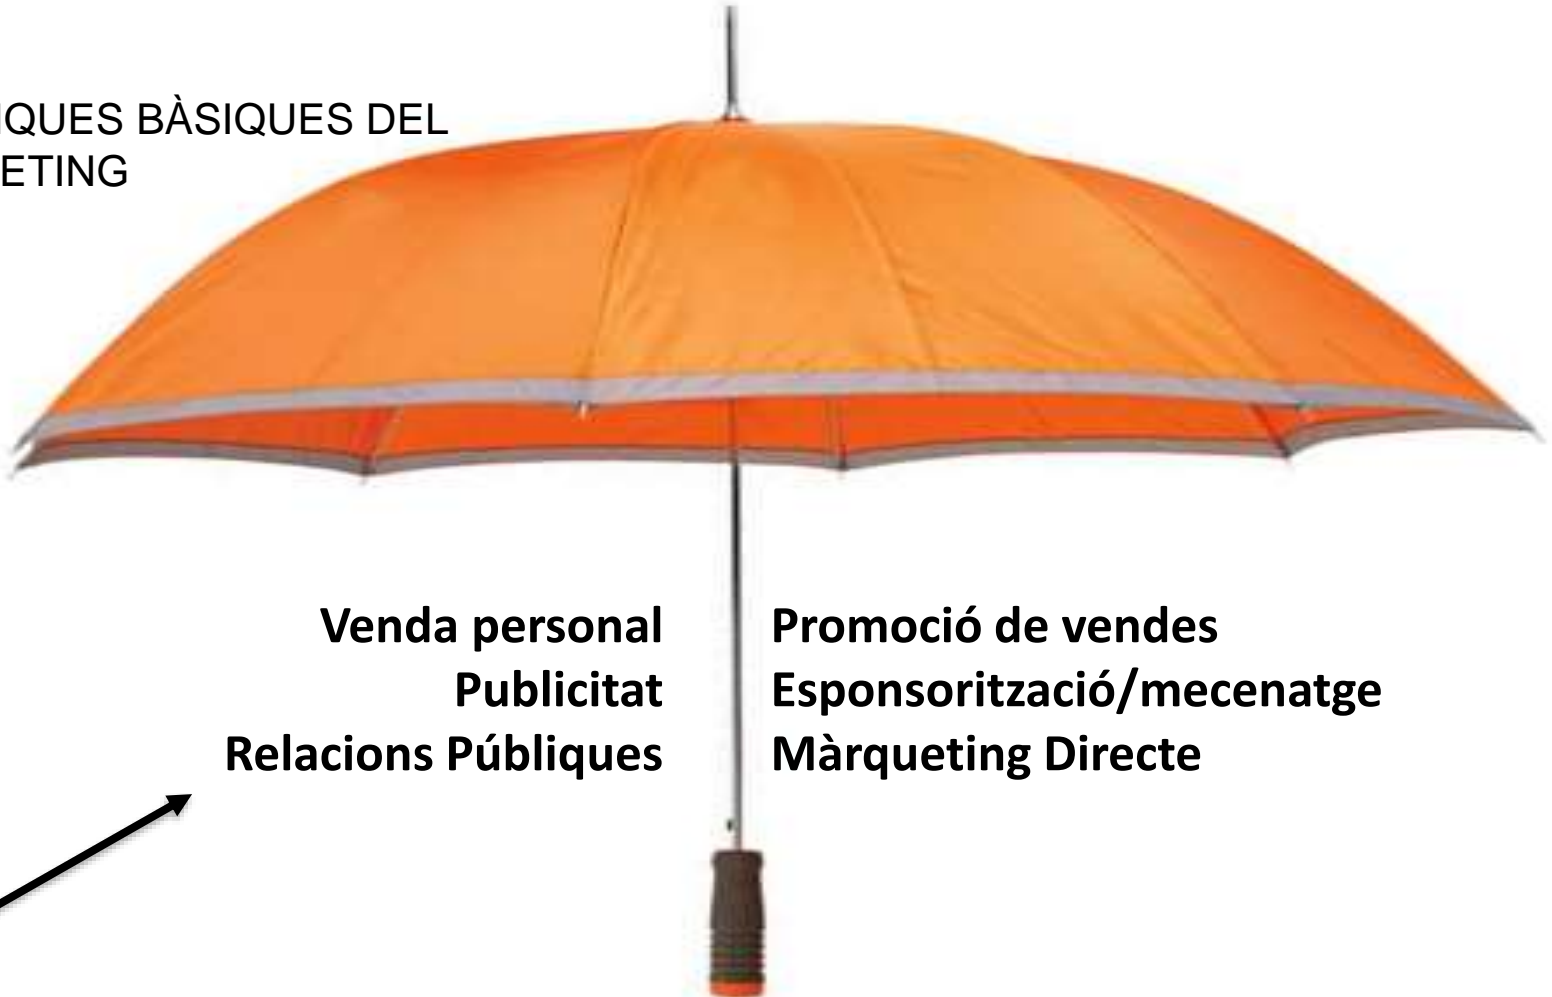 IQUES BÀSIQUES DEL
ETING
Venda personal
Publicitat
Relacions Públiques
Promoció de vendes
Esponsorització/mecenatge
Màrqueting Directe